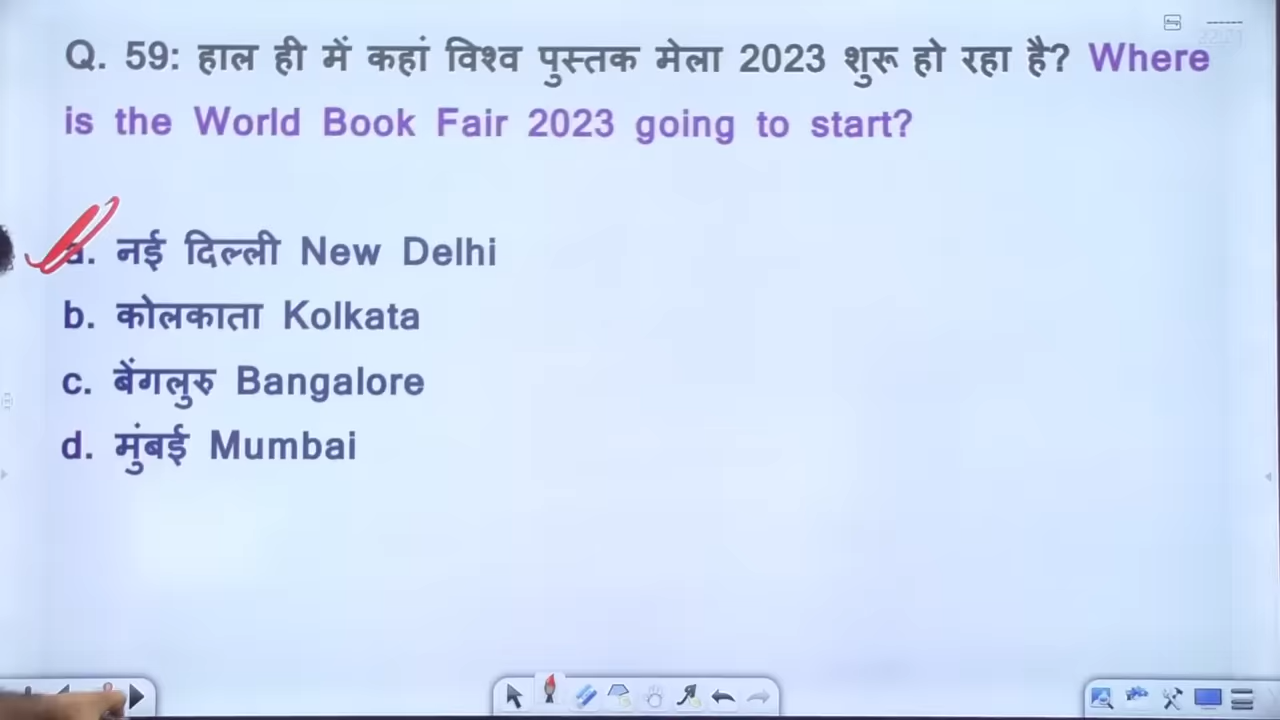 Q. 59: हाल ही में कहां विश्व पुस्तक मेला 2023 शुरू हो रहा है? Where
is the World Book Fair 2023 going to start?
a. नई दिल्ली New Delhi
b. कोलकाता Kolkata
c. बेंगलुरु Bangalore
d. मुंबई Mumbai